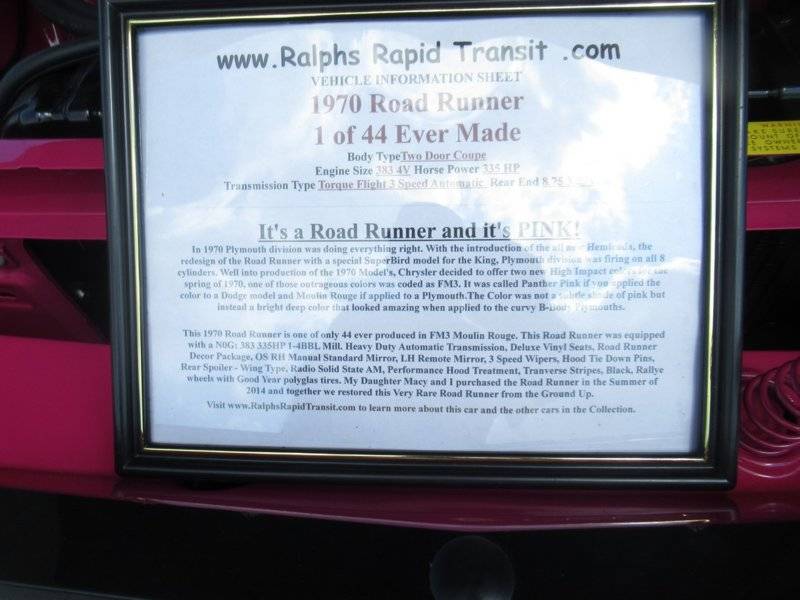 www.Ralphs Rapid Transit .com
VEHICLE INFORMATION SHEET
1970 Road Runner
1 of 44 Ever Made
Body TypeTwo Door Coupe
Engine Size 383 4V Horse Power 335 HP
Transmission Type Torque Flight 3 Speed Automatic Rear End 8.75
It's a Road Runner and it's PINK!
In 1970 Plymouth division was doing everything right. With the introduction of the all Hemicuda, the
redesign of the Road Runner with a special SuperBird model for the King, Plymouth division was firing on all 8
cylinders. Well into production of the 1970 Model's, Chrysler decided to offer two new High Impact colors for the
spring of 1970, one of those outrageous colors was coded as FM3. It was called Panther Pink if you applied the
color to a Dodge model and Moulin Rouge if applied to a Plymouth.The Color was not a subtle shade of pink but
instead a bright deep color that looked amazing when applied to the curvy B-Body Plymouths.
This 1970 Road Runner is one of only 44 ever produced in FM3 Moulin Rouge. This Road Runner was equipped
with a N0G: 383 335HP 1-4BBL Mill. Heavy Duty Automatic Transmission, Deluxe Vinyl Seats, Road Runner
Decor Package, OS RH Manual Standard Mirror, LH Remote Mirror, 3 Speed Wipers, Hood Tie Down Pins,
Rear Spoiler - Wing Type, Radio Solid State AM, Performance Hood Treatment, Tranverse Stripes, Black, Rallye
wheels with Good Year polyglas tires. My Daughter Macy and I purchased the Road Runner in the Summer of
2014 and together we restored this Very Rare Road Runner from the Ground Up.
Visit www.RalphsRapidTransit.com to learn more about this car and the other cars in the Collection.